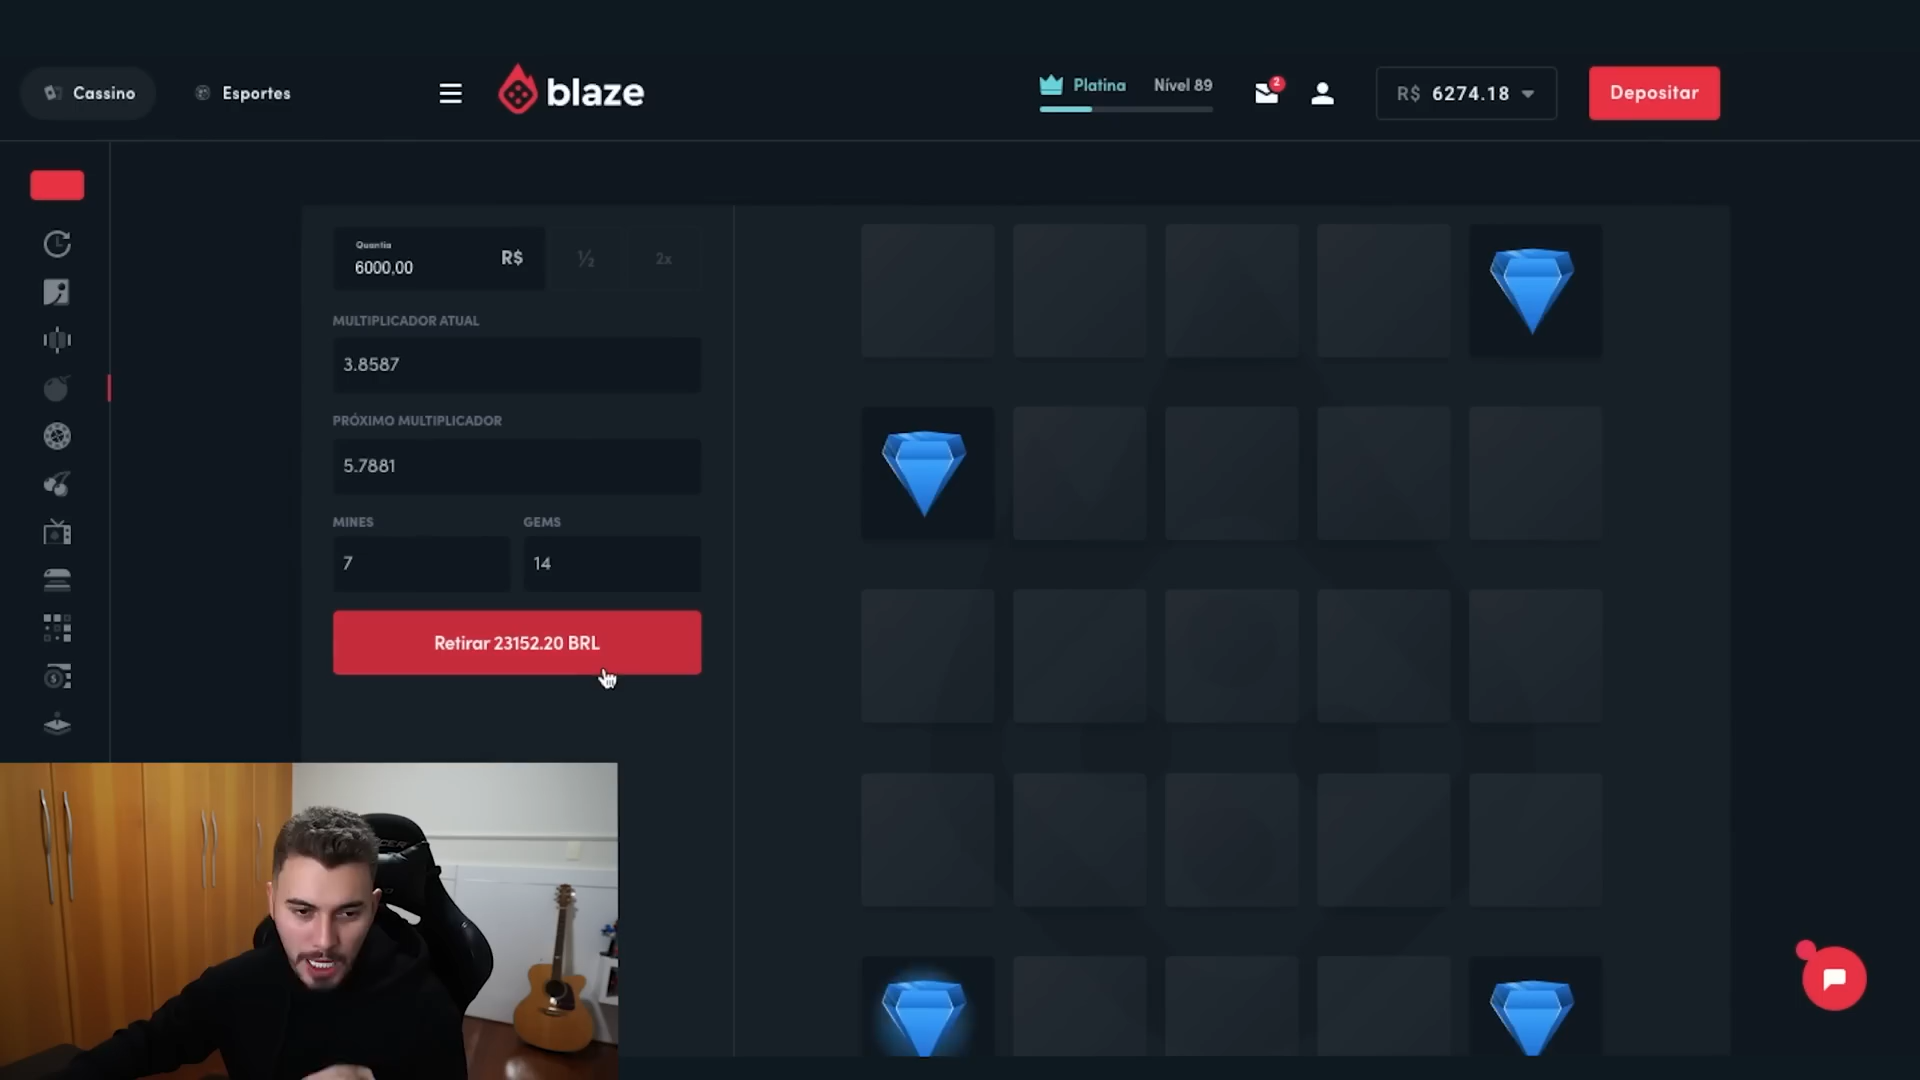 Cassino
Esportes
blaze
Platina
Nível 89
2
R$ 6274.18
Depositar
Quantia
6000,00
R$
½
2x
MULTIPLICADOR ATUAL
3.8587
PRÓXIMO MULTIPLICADOR
5.7881
MINES
GEMS
7
14
Retirar 23152.20 BRL